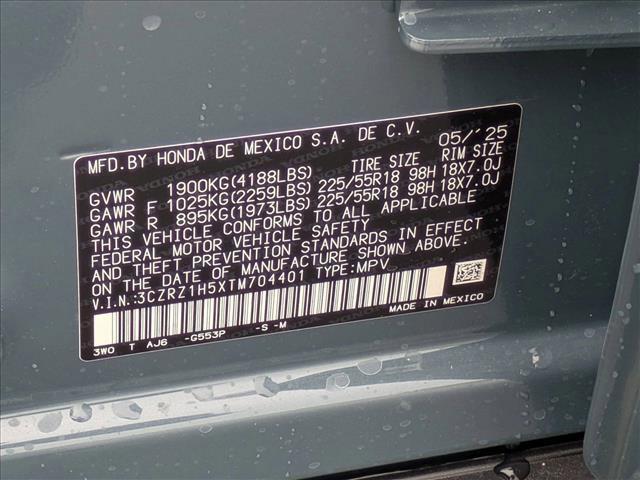 MFD.BY HONDA DE MEXICO S.A. DE C.V. 05/'25
TIRE SIZE RIM SIZE
GVWR 1900KG(4188LBS)
GAWR F 1025KG(2259LBS) 225/55R18 98H 18X7.0J
GAWR R 895KG(1973LBS) 225/55R18 98H 18X7.0J
THIS VEHICLE CONFORMS TO ALL APPLICABLE
FEDERAL MOTOR VEHICLE SAFETY
AND THEFT PREVENTION STANDARDS IN EFFECT
ON THE DATE OF MANUFACTURE SHOWN ABOVE.
V.I.N.:3CZRZ1H5XTM704401 TYPE:MPV
MADE IN MEXICO
3WO T AJ6 -G553P -S -M